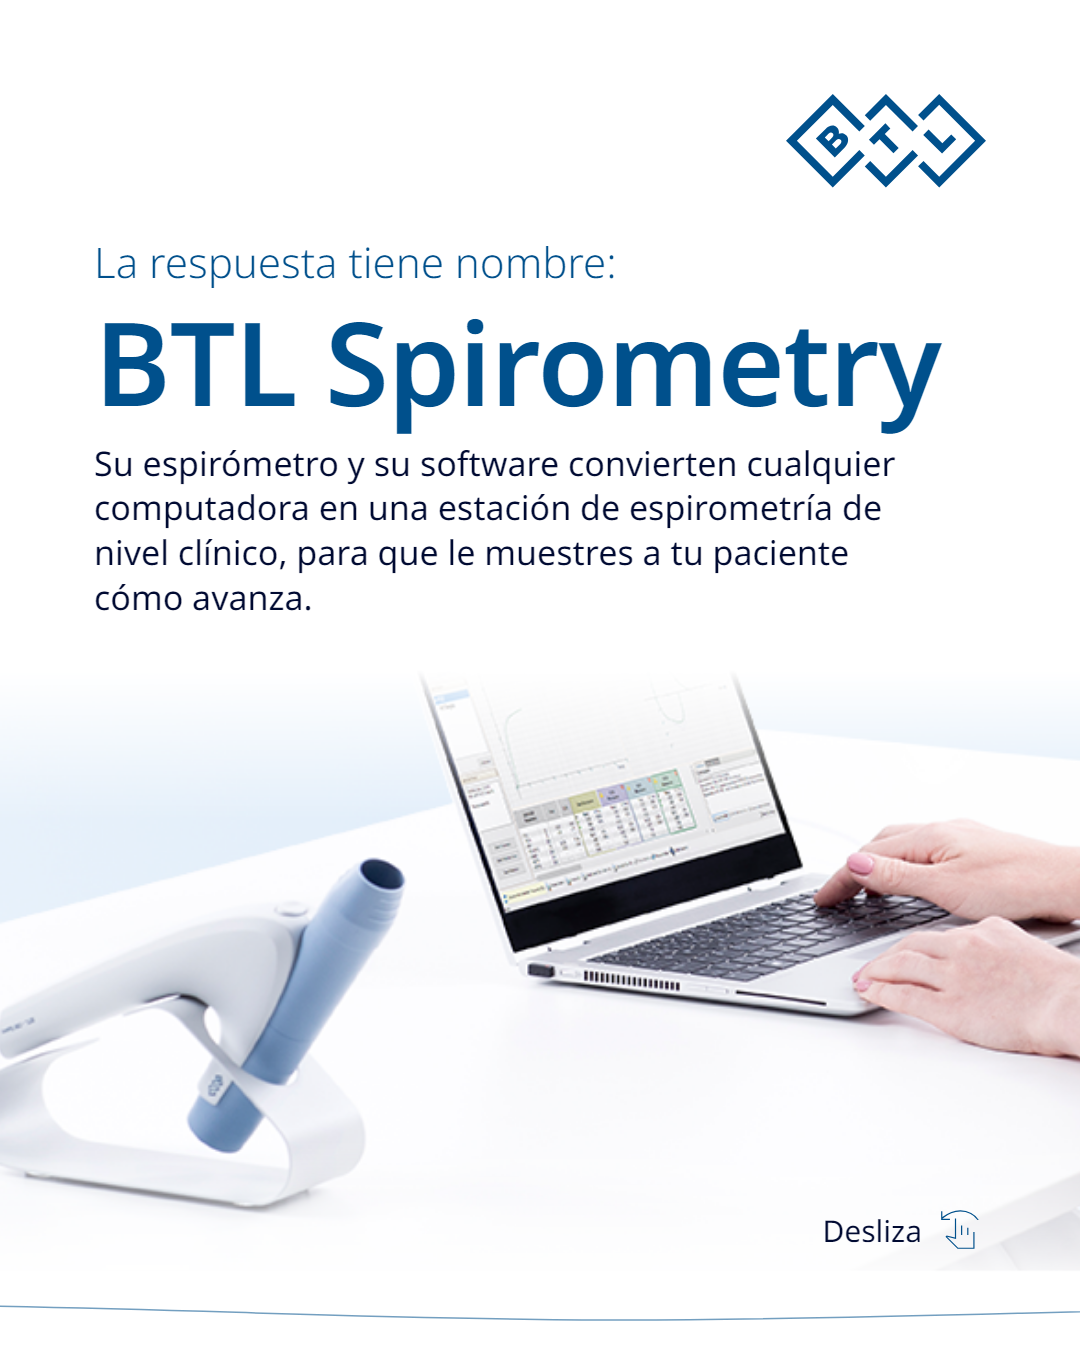 BTL
La respuesta tiene nombre:
BTL Spirometry
Su espirómetro y su software convierten cualquier
computadora en una estación de espirometría de
nivel clínico, para que le muestres a tu paciente
cómo avanza.
Desliza